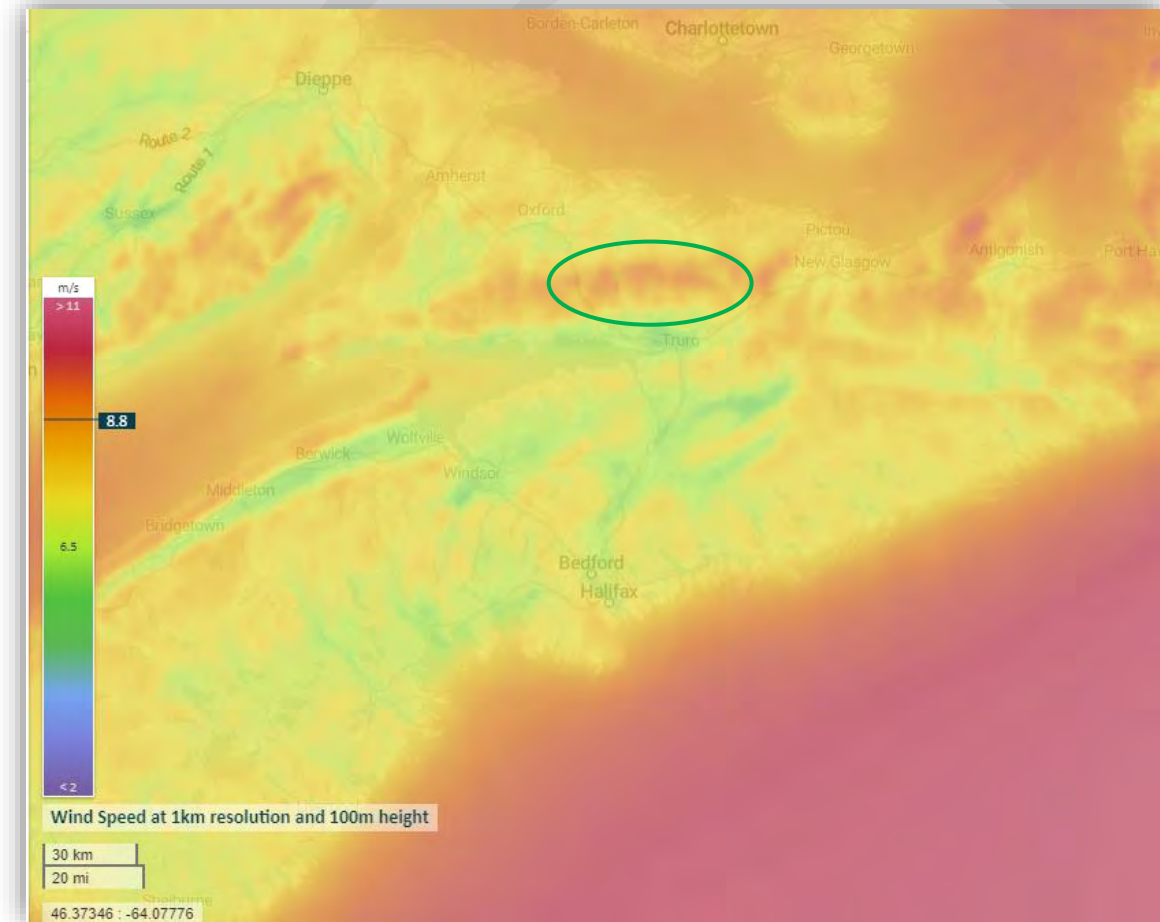 Borden-Carleton
Charlottetown
Georgetown
Dieppe
Route 2
Route 1
Amherst
Sussex
Oxford
Pictou
New Glasgow
Antigonish
Port Ha
Truro
m/s
>11
8.8
6.5
<2
Wolfville
Berwick
Windsor
Middleton
Bridgetown
Bedford
Halifax
Wind Speed at 1km resolution and 100m height
30 km
20 mi
Shelburne
46.37346 : -64.07776